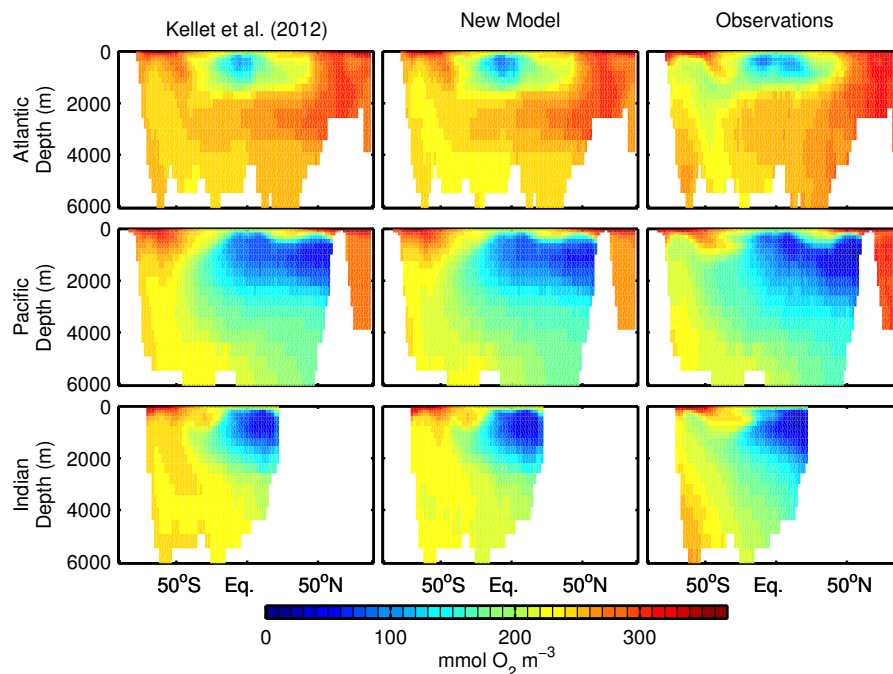 Kellet et al. (2012)
New Model
Observations
Atlantic
Depth (m)
0
2000
4000
6000
Pacific
Depth (m)
0
2000
4000
6000
Indian
Depth (m)
0
2000
4000
6000
50°S Eq. 50°N
50°S Eq. 50°N
50°S Eq. 50°N
0 100 200 300
mmol O₂ m⁻³